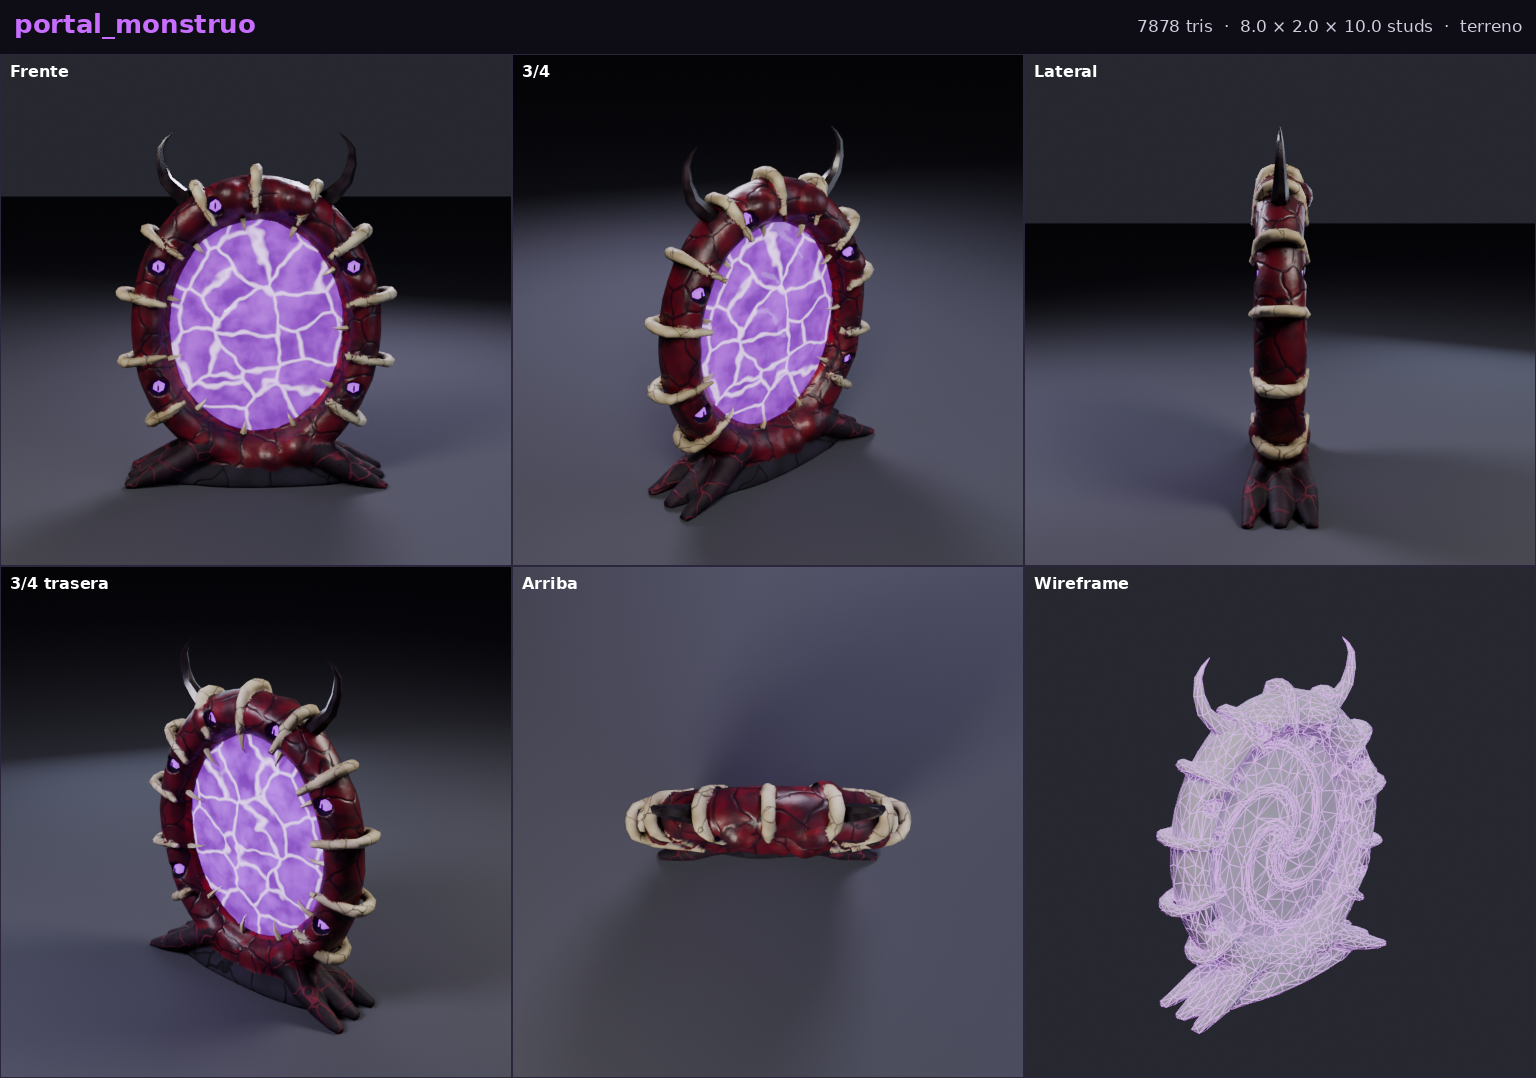 portal_monstruo
7878 tris · 8.0 × 2.0 × 10.0 studs · terreno
Frente
3/4
Lateral
3/4 trasera
Arriba
Wireframe